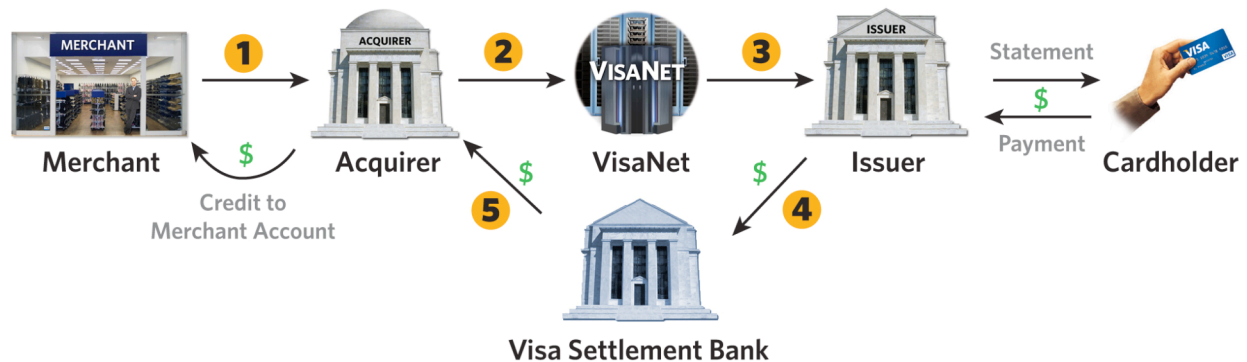 MERCHANT
1
ACQUIRER
2
VISANET
3
ISSUER
Statement
$
Payment
VISA
VISA
Merchant
$
Credit to
Merchant Account
Acquirer
VisaNet
Issuer
Cardholder
$
5
$
4
Visa Settlement Bank